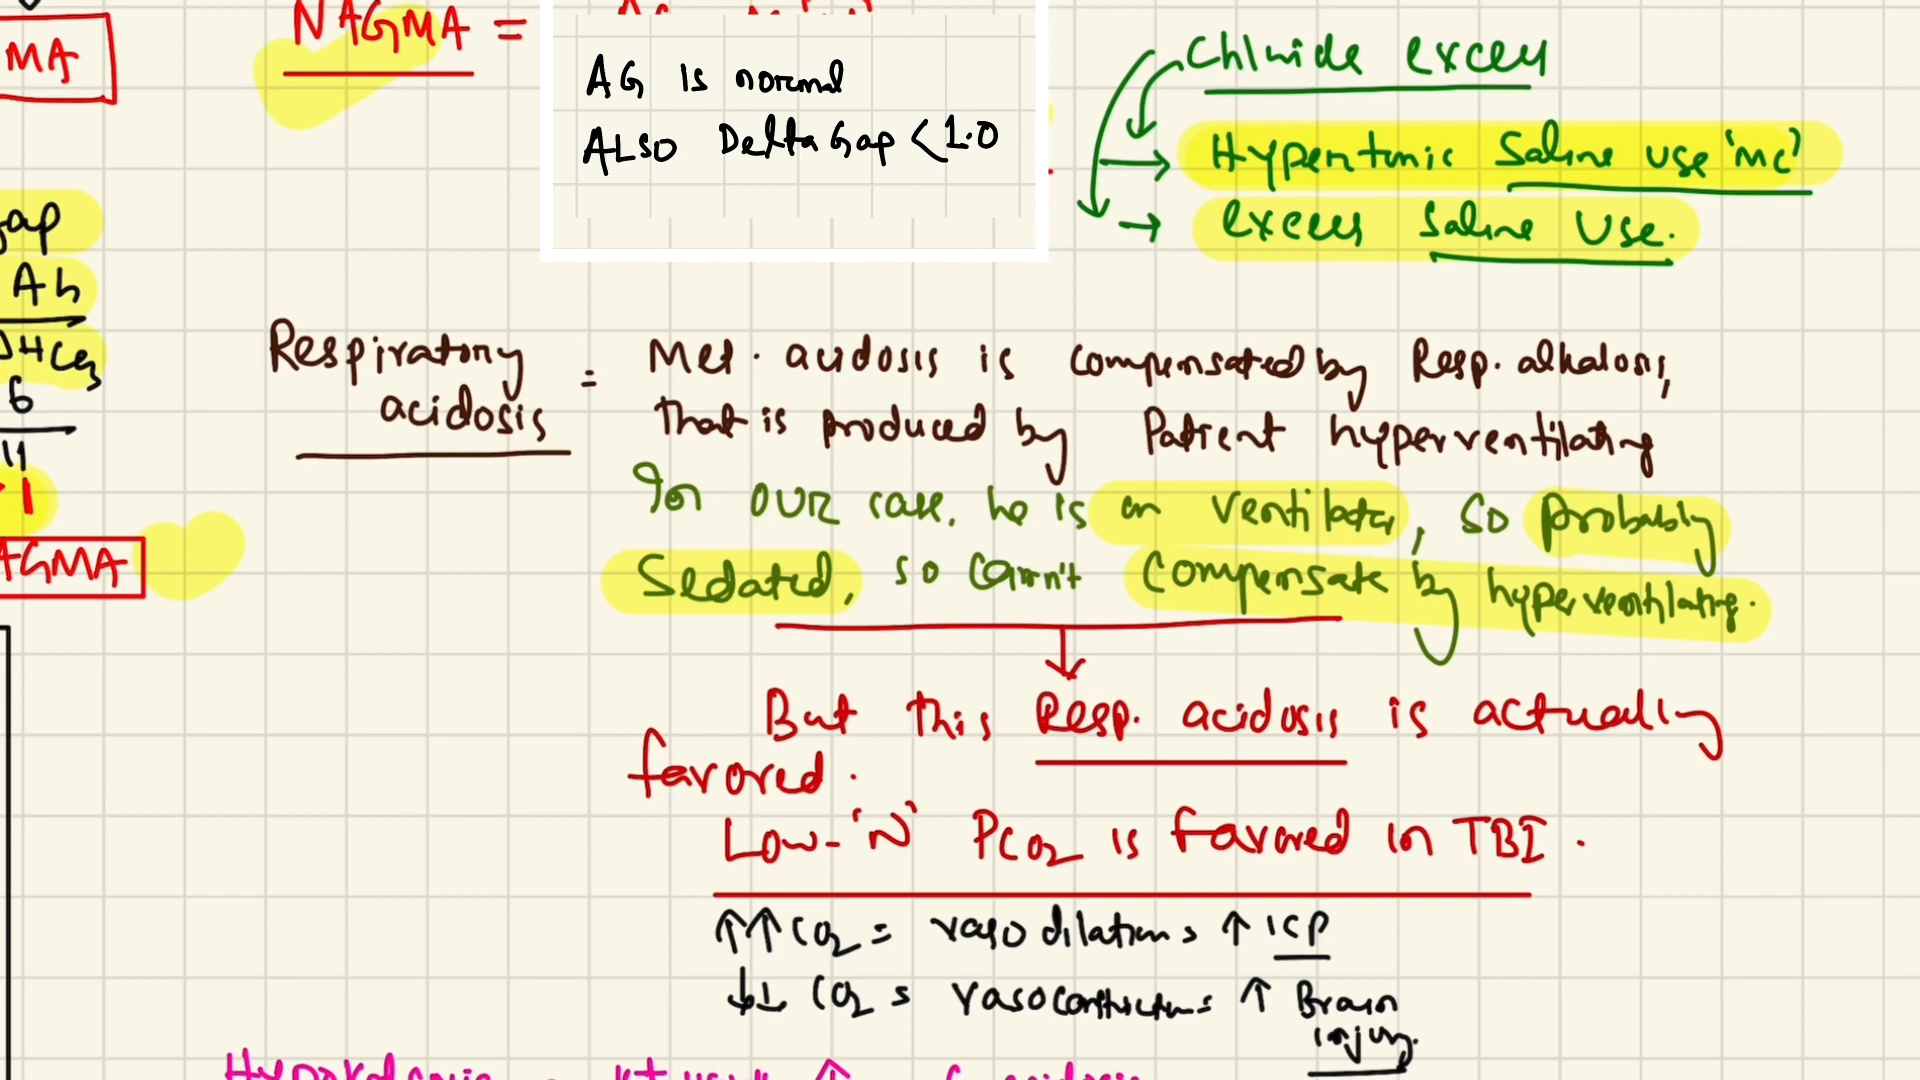 MA
NAGMA =
AG is normal
ALSO Delta Gap < 1.0
Chloride excess
→ Hypertonic Saline use 'mc'
→ excess Saline Use.
gap
Ah
6
11
1
AGMA
Respiratory acidosis = Met. acidosis is compensated by Resp. alkalosis,
that is produced by Patient hyperventilating
In our case, he is on ventilator, so probably
Sedated, so can't compensate by hyperventilating.
↓
But this Resp. acidosis is actually
favored.
Low-'N' PCO2 is favored in TBI.
↑↑ CO2 = vasodilation = ↑ ICP
↓↓ CO2 = vasoconstriction = ↑ Brain
injury.